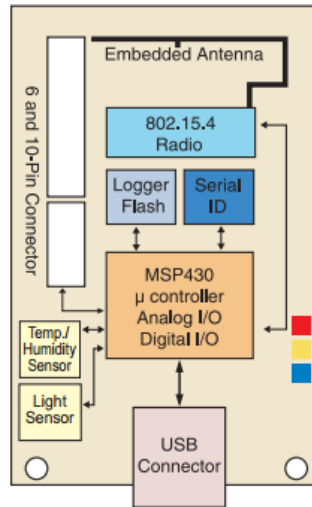 Embedded Antenna
6 and 10-Pin Connector
802.15.4
Radio
Logger
Flash
Serial
ID
MSP430
µ controller
Analog I/O
Digital I/O
Temp./
Humidity
Sensor
Light
Sensor
USB
Connector